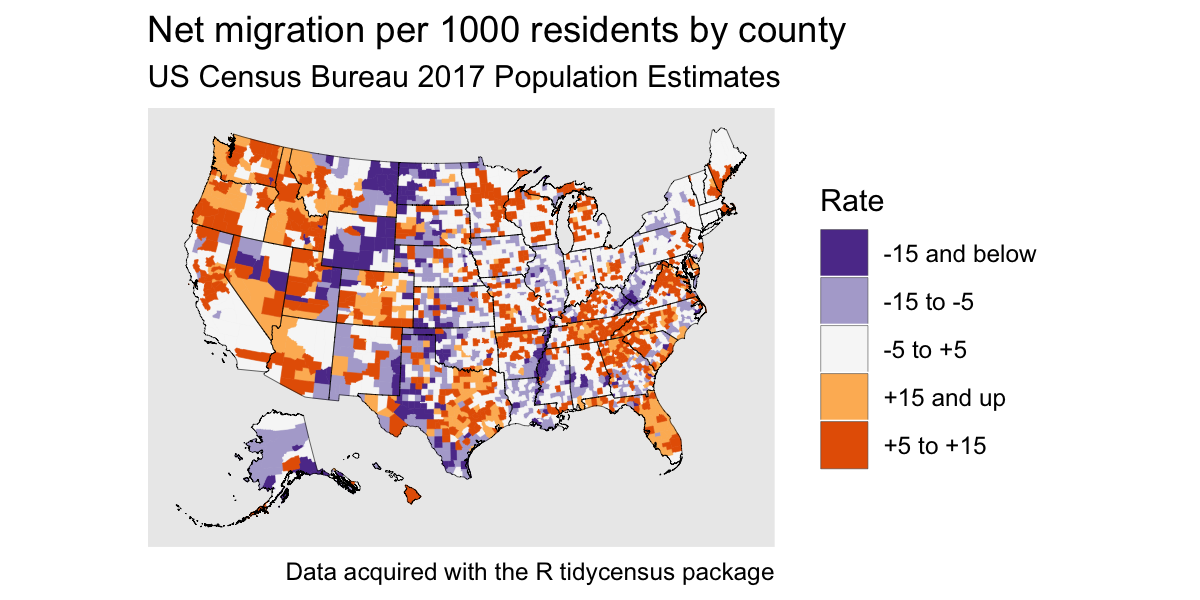 Net migration per 1000 residents by county
US Census Bureau 2017 Population Estimates
Rate
-15 and below
-15 to -5
-5 to +5
+15 and up
+5 to +15
Data acquired with the R tidycensus package